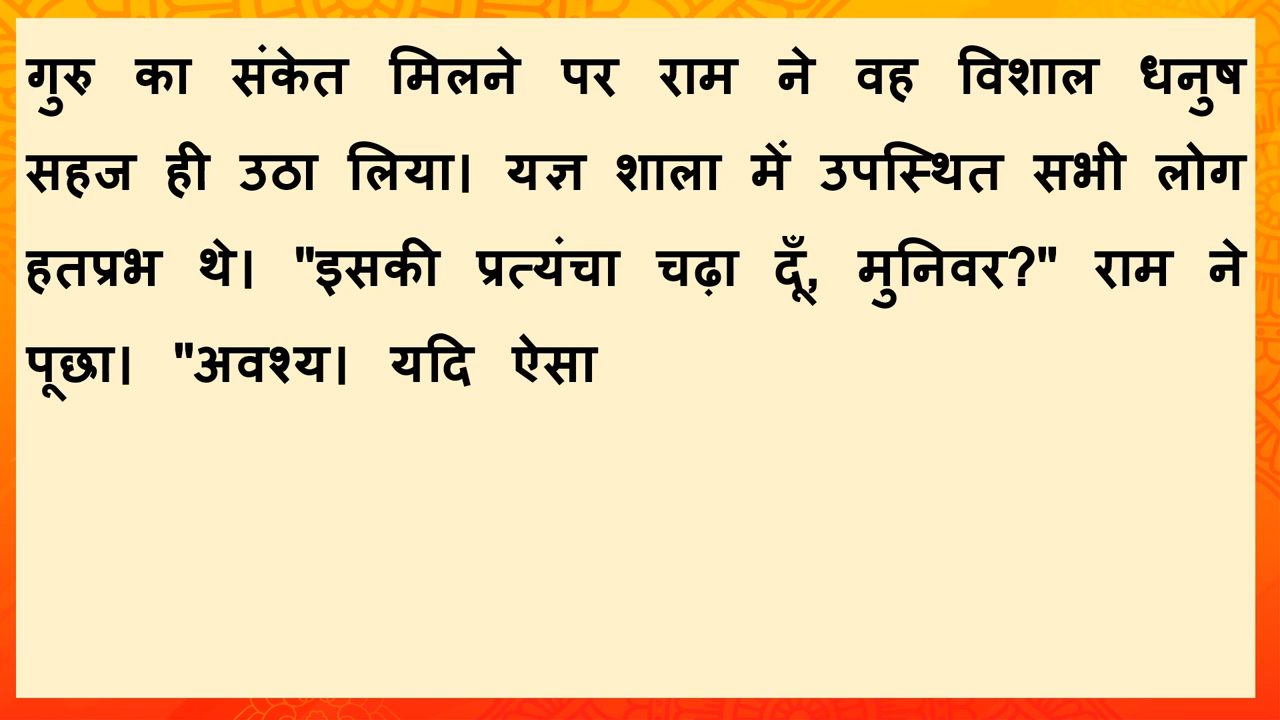 गुरु का संकेत मिलने पर राम ने वह विशाल धनुष
सहज ही उठा लिया। यज्ञ शाला में उपस्थित सभी लोग
हतप्रभ थे। "इसकी प्रत्यंचा चढ़ा दूँ, मुनिवर?" राम ने
पूछा। "अवश्य। यदि ऐसा